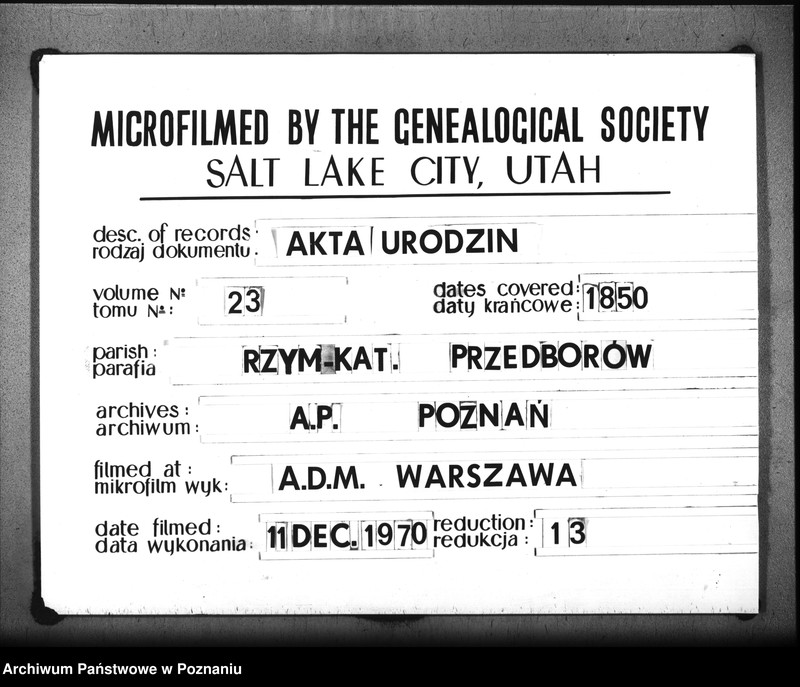 MICROFILMED BY THE GENEALOGICAL SOCIETY
SALT LAKE CITY, UTAH
desc. of records:
rodzaj dokumentu. AKTA URODZIN
volume Nº
tomu Nº: 23
dates covered:
daty krańcowe: 1850
parish:
parafia RZYM-KAT. PRZEDBORÓW
archives:
archiwum: A.P. POZNAŃ
filmed at:
mikrofilm wyk: A.D.M. WARSZAWA
date filmed:
data wykonania: 11 DEC. 1970
reduction:
redukcja: 13
Archiwum Państwowe w Poznaniu